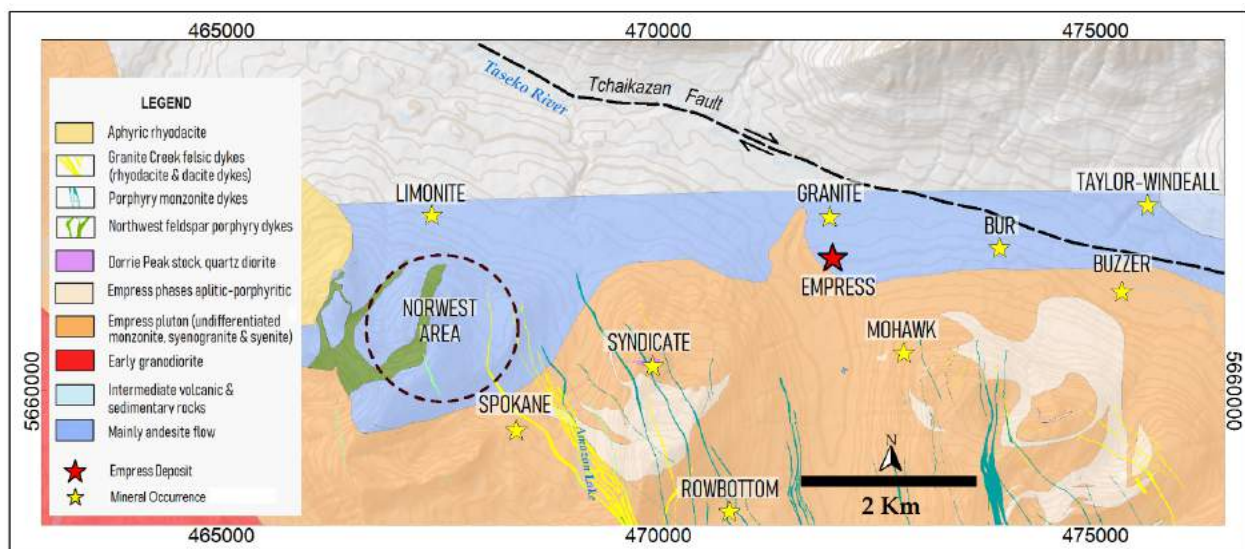 465000
470000
475000
Taseko River
Tchaikazan Fault
LEGEND
Aphyric rhyodacite
Granite Creek felsic dykes
(rhyodacite & dacite dykes)
Porphyry monzonite dykes
Northwest feldspar porphyry dykes
Dorrie Peak stock, quartz diorite
Empress phases aplitic-porphyritic
Empress pluton (undifferentiated
monzonite, syenogranite & syenite)
Early granodiorite
Intermediate volcanic &
sedimentary rocks
Mainly andesite flow
Empress Deposit
Mineral Occurrence
LIMONITE
GRANITE
TAYLOR-WINDEALL
BUR
EMPRESS
BUZZER
NORWEST
AREA
SYNDICATE
MOHAWK
SPOKANE
Amazon Lake
ROWBOTTOM
N
2 Km
5660000
5660000
465000
470000
475000